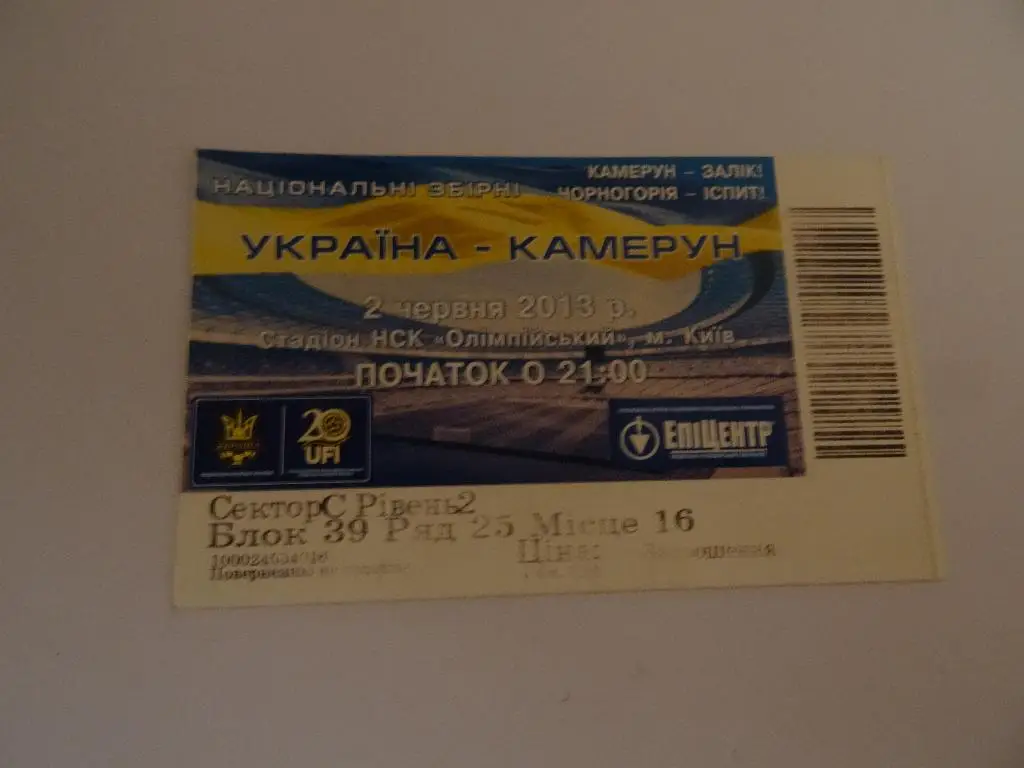 НАЦІОНАЛЬНІ ЗБІРНІ
КАМЕРУН – ЗАЛІК!
ЧОРНОГОРІЯ – ІСПИТ!
УКРАЇНА - КАМЕРУН
2 червня 2013 р.
Стадіон НСК «Олімпійський», м. Київ
ПОЧАТОК О 21:00
20
UFI
ЕПІЦЕНТР
СекторС Рівень2
Блок 39 Ряд 25 Місце 16
Ціна: